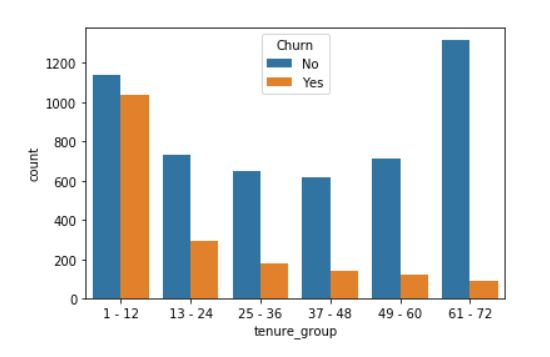 Churn
No
Yes
1200
1000
800
600
400
200
0
count
1 - 12 13 - 24 25 - 36 37 - 48 49 - 60 61 - 72
tenure_group